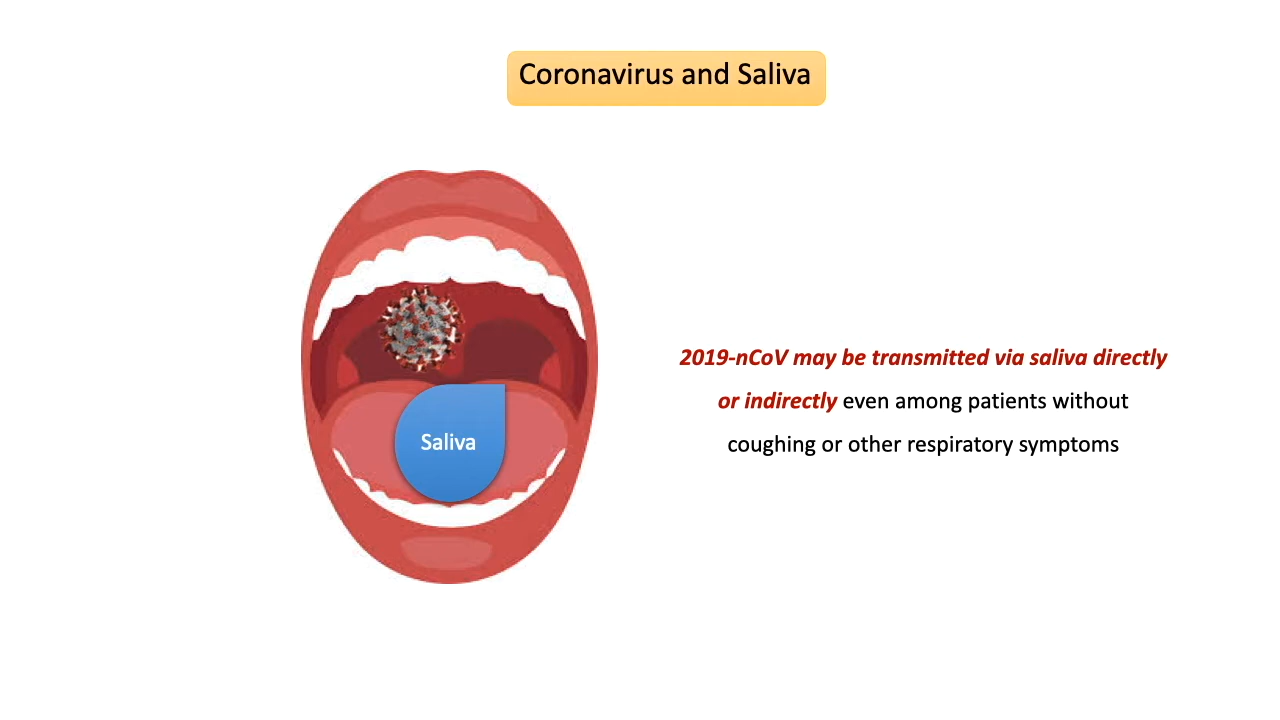 Coronavirus and Saliva
Saliva
2019-nCoV may be transmitted via saliva directly
or indirectly even among patients without
coughing or other respiratory symptoms